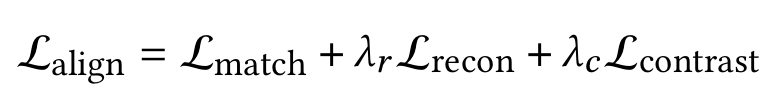 ℒ_align = ℒ_match + λ_r ℒ_recon + λ_c ℒ_contrast